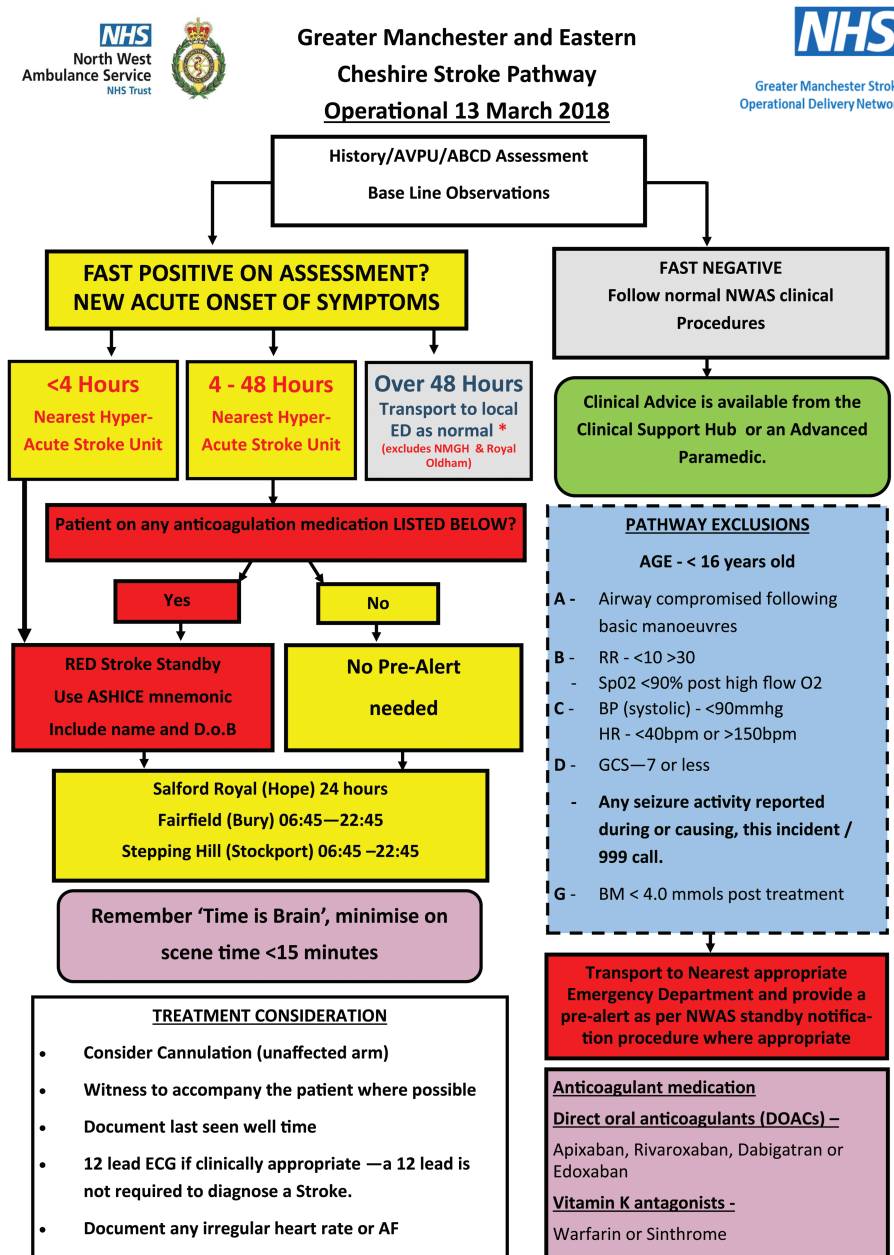 NHS
North West
Ambulance Service
NHS Trust
Greater Manchester and Eastern
Cheshire Stroke Pathway
Operational 13 March 2018
NHS
Greater Manchester Strok
Operational Delivery Networ
History/AVPU/ABCD Assessment
Base Line Observations
FAST POSITIVE ON ASSESSMENT?
NEW ACUTE ONSET OF SYMPTOMS
FAST NEGATIVE
Follow normal NWAS clinical
Procedures
<4 Hours
Nearest Hyper-
Acute Stroke Unit
4 - 48 Hours
Nearest Hyper-
Acute Stroke Unit
Over 48 Hours
Transport to local
ED as normal *
(excludes NMGH & Royal
Oldham)
Clinical Advice is available from the
Clinical Support Hub or an Advanced
Paramedic.
Patient on any anticoagulation medication LISTED BELOW?
Yes
No
RED Stroke Standby
Use ASHICE mnemonic
Include name and D.o.B
No Pre-Alert
needed
Salford Royal (Hope) 24 hours
Fairfield (Bury) 06:45—22:45
Stepping Hill (Stockport) 06:45 –22:45
Remember ‘Time is Brain’, minimise on
scene time <15 minutes
PATHWAY EXCLUSIONS
AGE - < 16 years old
A - Airway compromised following
basic manoeuvres
B - RR - <10 >30
- Sp02 <90% post high flow O2
C - BP (systolic) - <90mmhg
HR - <40bpm or >150bpm
D - GCS—7 or less
- Any seizure activity reported
during or causing, this incident /
999 call.
G - BM < 4.0 mmols post treatment
Transport to Nearest appropriate
Emergency Department and provide a
pre-alert as per NWAS standby notifica-
tion procedure where appropriate
TREATMENT CONSIDERATION
• Consider Cannulation (unaffected arm)
• Witness to accompany the patient where possible
• Document last seen well time
• 12 lead ECG if clinically appropriate —a 12 lead is
not required to diagnose a Stroke.
• Document any irregular heart rate or AF
Anticoagulant medication
Direct oral anticoagulants (DOACs) –
Apixaban, Rivaroxaban, Dabigatran or
Edoxaban
Vitamin K antagonists -
Warfarin or Sinthrome